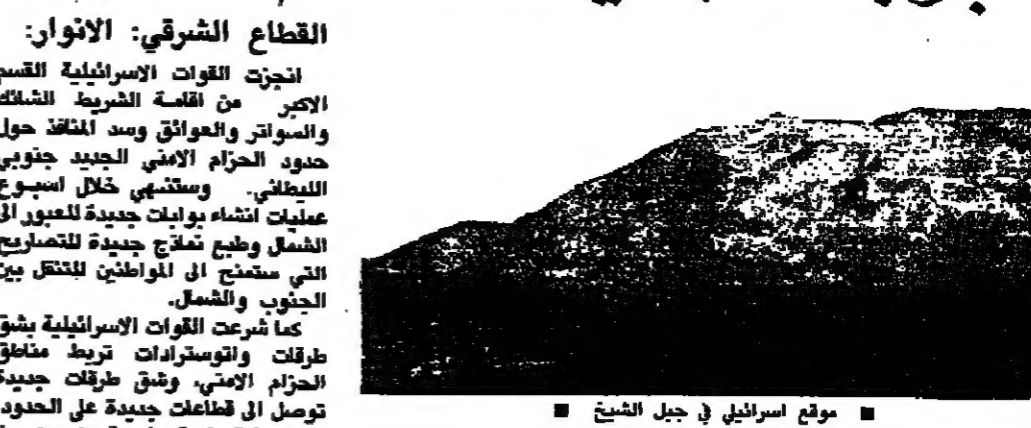 القطاع الشرقي: الانوار:
انجزت القوات الاسرائيلية القسم
الاكبر من اقامة الشريط الشائك
والسواتر والعوائق وسد المنافذ حول
حدود الحزام الامني الجديد جنوبي
الليطاني. وستنتهي خلال اسبوع
عمليات انشاء بوابات جديدة للعبور الى
الشمال وطبع نماذج جديدة للتصاريح
التي ستمنح الى المواطنين للتنقل بين
الجنوب والشمال.
كما شرعت القوات الاسرائيلية بشق
طرقات واتوسترادات تربط مناطق
الحزام الامني، وشق طرقات جديدة
توصل الى قطاعات جديدة على الحدود
■ موقع اسرائيلي في جبل الشيخ ■